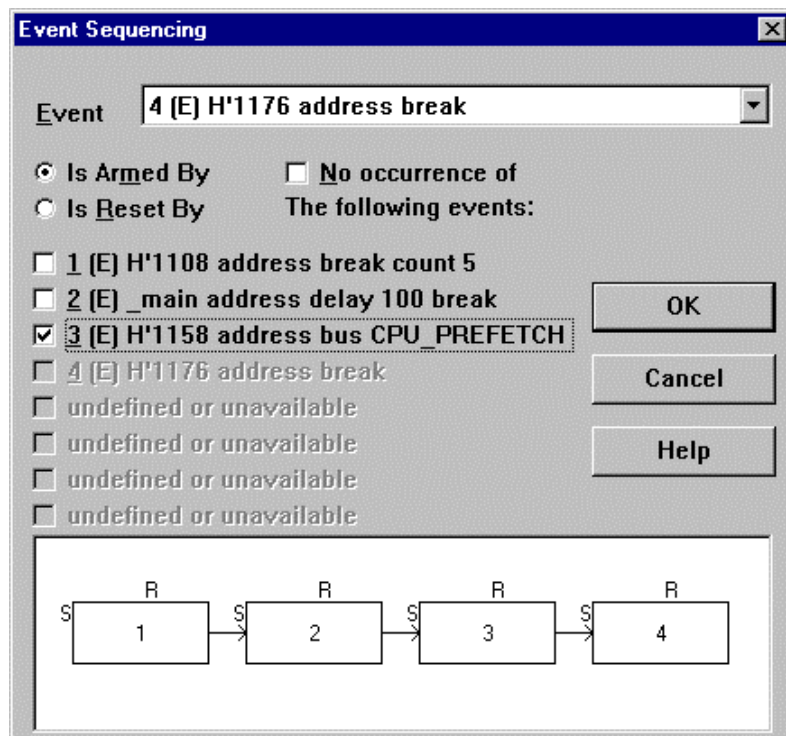 Event Sequencing
Event 4 (E) H'1176 address break
Is Armed By No occurrence of
Is Reset By The following events:
1 (E) H'1108 address break count 5
2 (E) _main address delay 100 break
3 (E) H'1158 address bus CPU_PREFETCH
4 (E) H'1176 address break
undefined or unavailable
undefined or unavailable
undefined or unavailable
undefined or unavailable
OK
Cancel
Help
R R R R
S S S S
1 2 3 4